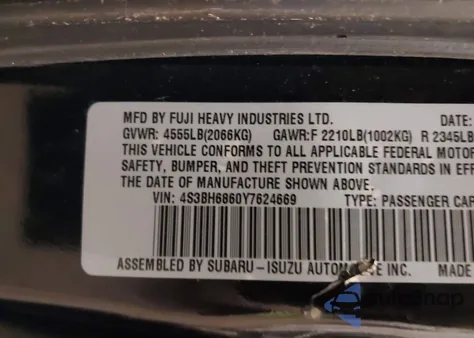 MFD BY FUJI HEAVY INDUSTRIES LTD. DATE:
GVWR: 4555LB(2066KG) GAWR:F 2210LB(1002KG) R 2345LB
THIS VEHICLE CONFORMS TO ALL APPLICABLE FEDERAL MOTOR
SAFETY, BUMPER, AND THEFT PREVENTION STANDARDS IN EFF
THE DATE OF MANUFACTURE SHOWN ABOVE.
VIN: 4S3BH6860Y7624669 TYPE: PASSENGER CAR
ASSEMBLED BY SUBARU-ISUZU AUTOMOTIVE INC. MADE